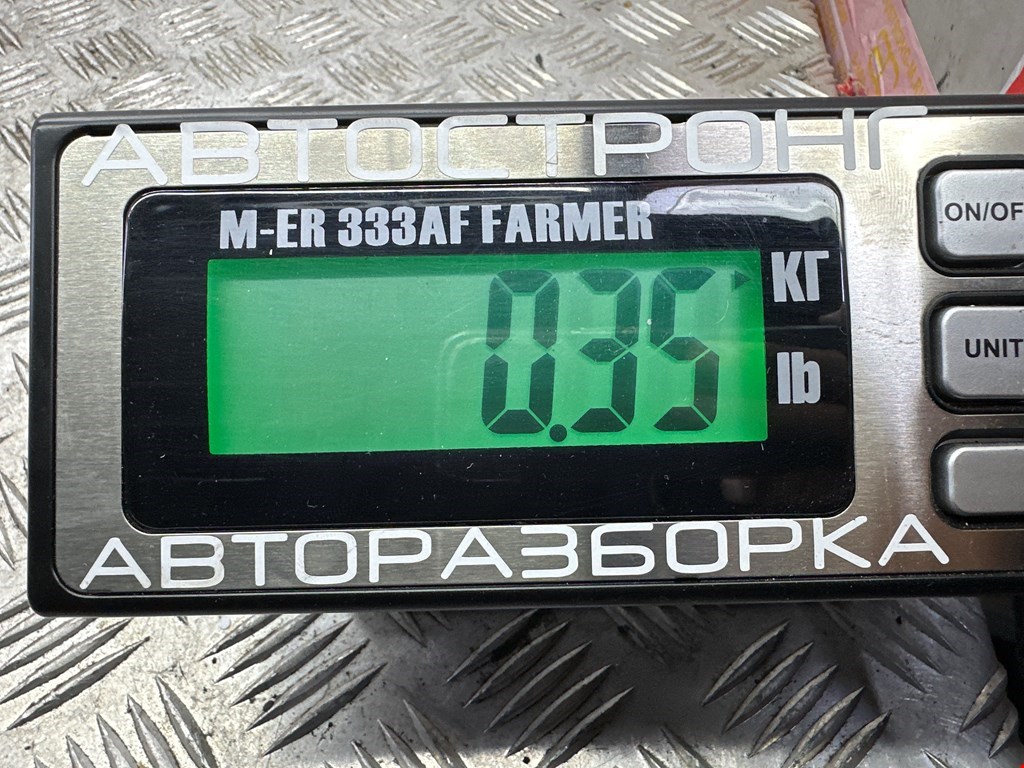 АВТОСТРОНГ
M-ER 333AF FARMER
ON/OF
0.35
КГ
UNIT
lb
АВТОРАЗБОРКА